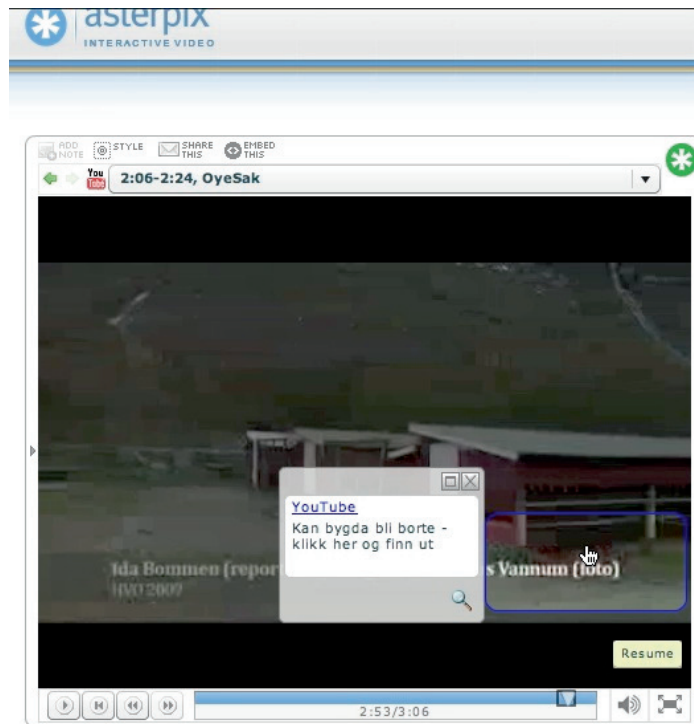 asterpix
INTERACTIVE VIDEO
ADD NOTE STYLE SHARE THIS EMBED THIS
You Tube 2:06-2:24, OyeSak
YouTube
Kan bygda bli borte -
klikk her og finn ut
Ida Bommen (repor s Vannum (foto)
HVO 2007
Resume
2:53/3:06